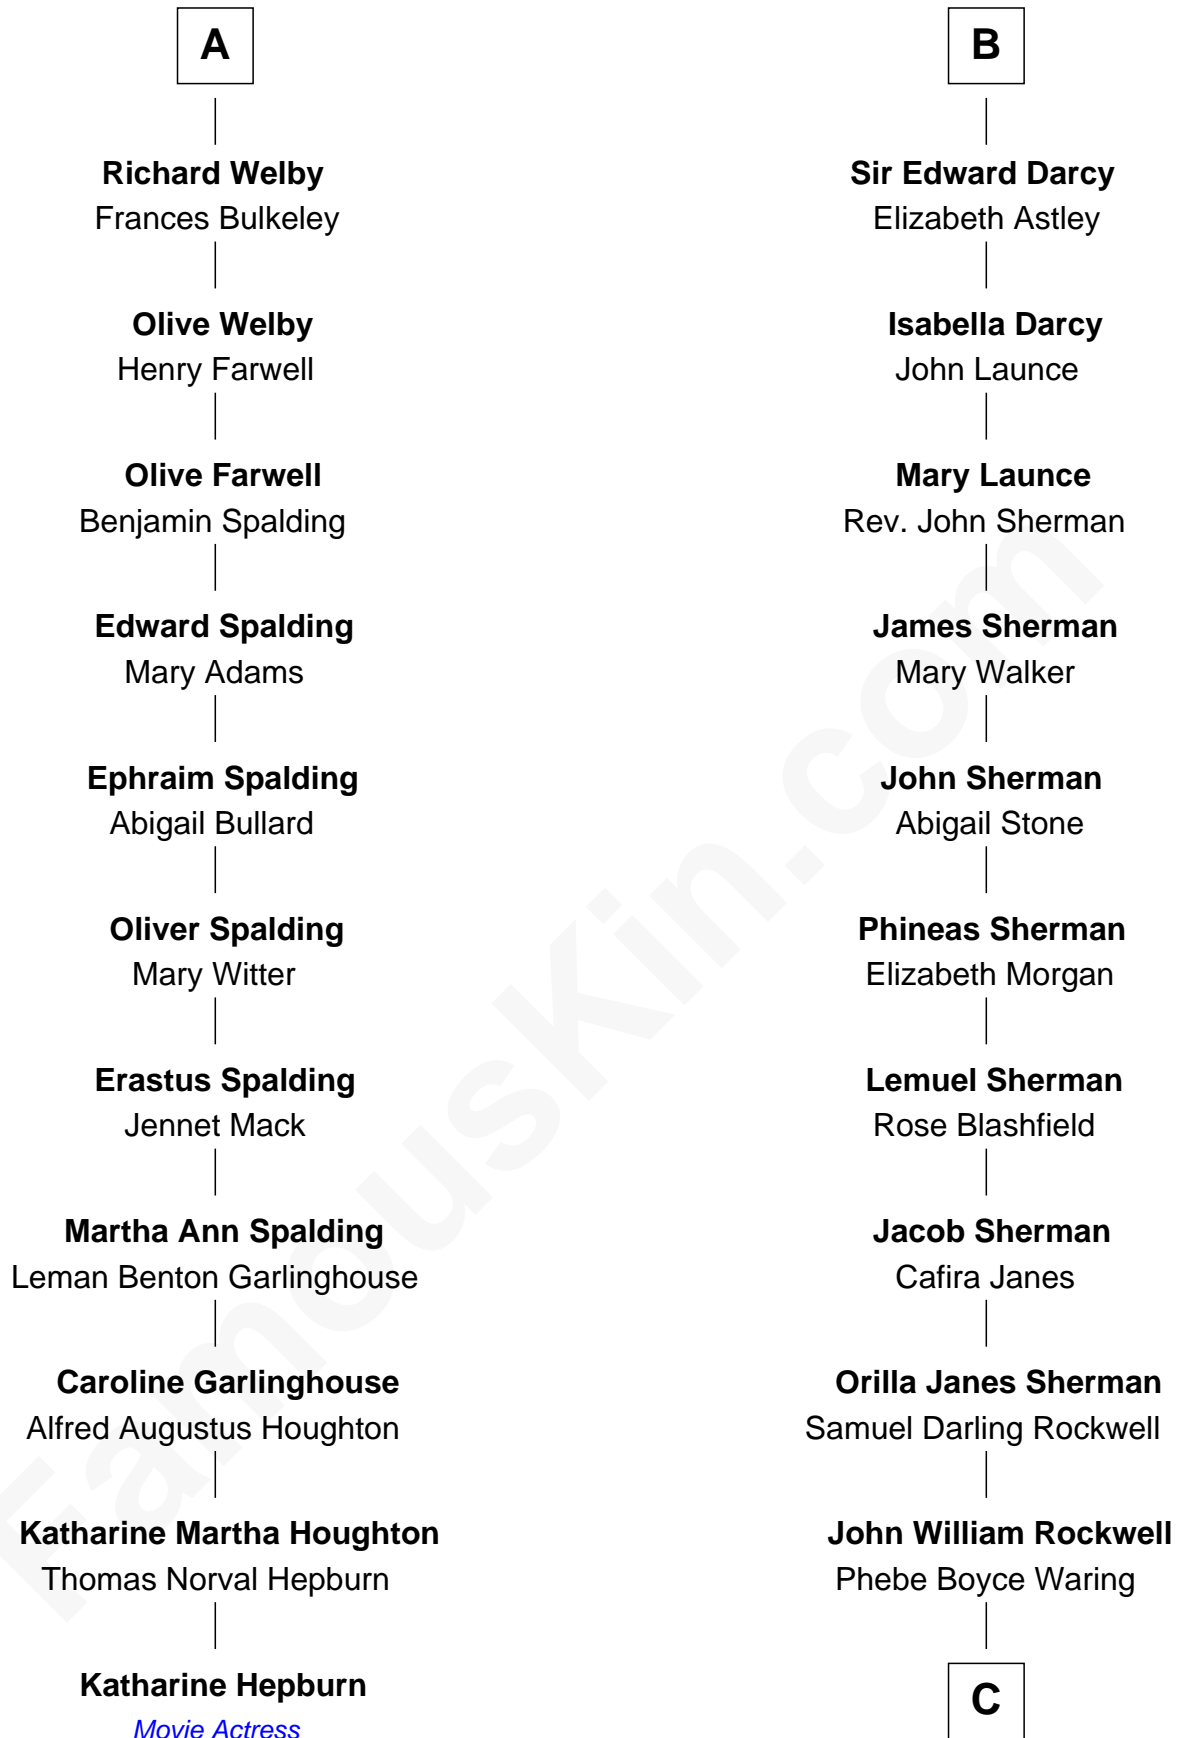 A
Richard Welby
Frances Bulkeley
Olive Welby
Henry Farwell
Olive Farwell
Benjamin Spalding
Edward Spalding
Mary Adams
Ephraim Spalding
Abigail Bullard
Oliver Spalding
Mary Witter
Erastus Spalding
Jennet Mack
Martha Ann Spalding
Leman Benton Garlinghouse
Caroline Garlinghouse
Alfred Augustus Houghton
Katharine Martha Houghton
Thomas Norval Hepburn
Katharine Hepburn
Movie Actress
B
Sir Edward Darcy
Elizabeth Astley
Isabella Darcy
John Launce
Mary Launce
Rev. John Sherman
James Sherman
Mary Walker
John Sherman
Abigail Stone
Phineas Sherman
Elizabeth Morgan
Lemuel Sherman
Rose Blashfield
Jacob Sherman
Cafira Janes
Orilla Janes Sherman
Samuel Darling Rockwell
John William Rockwell
Phebe Boyce Waring
C
FamousKin.com